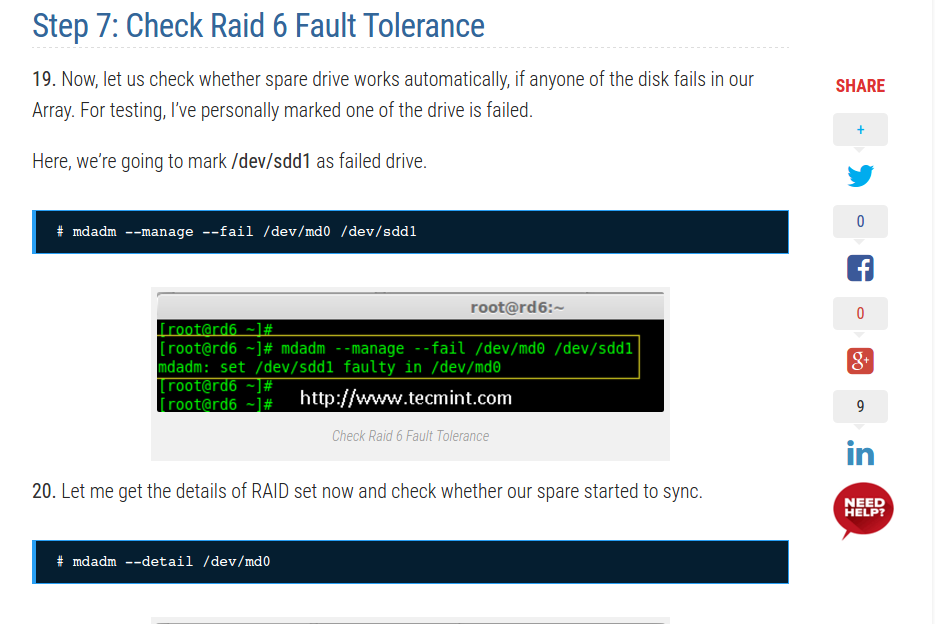 Step 7: Check Raid 6 Fault Tolerance
19. Now, let us check whether spare drive works automatically, if anyone of the disk fails in our
Array. For testing, I've personally marked one of the drive is failed.
Here, we're going to mark /dev/sdd1 as failed drive.
# mdadm --manage --fail /dev/md0 /dev/sdd1
root@rd6:~
[root@rd6 ~]#
[root@rd6 ~]# mdadm --manage --fail /dev/md0 /dev/sdd1
mdadm: set /dev/sdd1 faulty in /dev/md0
[root@rd6 ~]#
[root@rd6 ~]#
http://www.tecmint.com
Check Raid 6 Fault Tolerance
20. Let me get the details of RAID set now and check whether our spare started to sync.
# mdadm --detail /dev/md0
SHARE
+
0
f
0
g+
9
in
NEED
HELP?